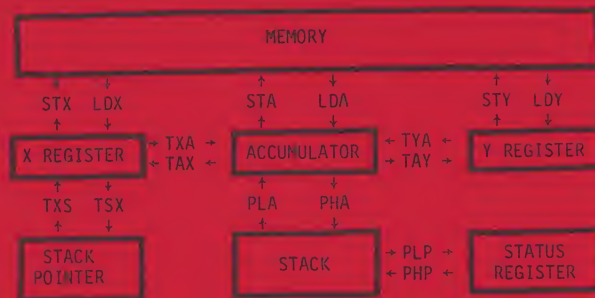 MEMORY
↑ ↓ ↑ ↓ ↑ ↓
STX LDX STA LDA STY LDY
↑ ↓ ↑ ↓ ↑ ↓
X REGISTER → TXA → ← TAX ← ACCUMULATOR ← TYA ← → TAY → Y REGISTER
↑ ↓ ↑ ↓
TXS TSX PLA PHA
↑ ↓ ↑ ↓
STACK POINTER STACK → PLP → ← PHP ← STATUS REGISTER